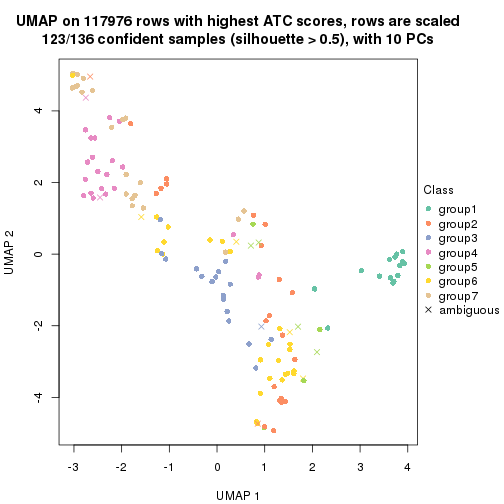 UMAP on 117976 rows with highest ATC scores, rows are scaled
123/136 confident samples (silhouette > 0.5), with 10 PCs
4
2
0
-2
-4
UMAP 2
-3
-2
-1
0
1
2
3
4
UMAP 1
Class
group1
group2
group3
group4
group5
group6
group7
ambiguous